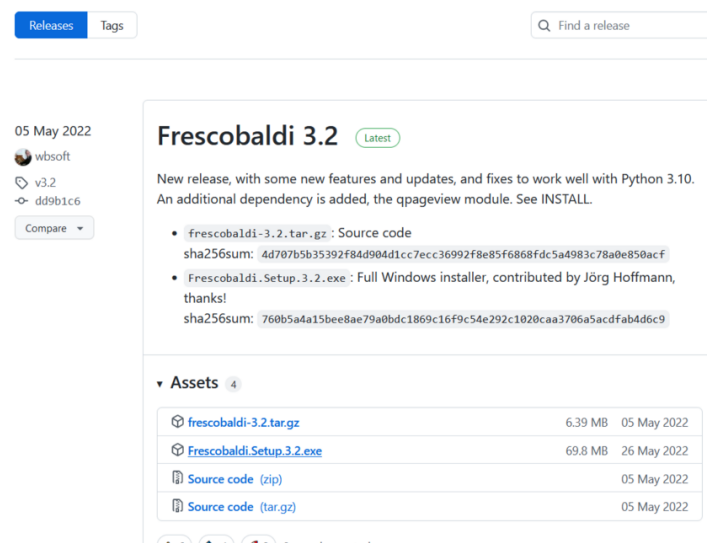 Releases Tags
Find a release
05 May 2022
wbsoft
v3.2
dd9b1c6
Compare
Frescobaldi 3.2 Latest
New release, with some new features and updates, and fixes to work well with Python 3.10.
An additional dependency is added, the qpageview module. See INSTALL.
• frescobaldi-3.2.tar.gz : Source code
sha256sum: 4d707b5b35392f84d904d1cc7ecc36992f8e85f6868fdc5a4983c78a0e850acf
• Frescobaldi.Setup.3.2.exe : Full Windows installer, contributed by Jörg Hoffmann,
thanks!
sha256sum: 760b5a4a15bee8ae79a0bdc1869c16f9c54e292c1020caa3706a5acdfab4d6c9
Assets 4
frescobaldi-3.2.tar.gz 6.39 MB 05 May 2022
Frescobaldi.Setup.3.2.exe 69.8 MB 26 May 2022
Source code (zip) 05 May 2022
Source code (tar.gz) 05 May 2022